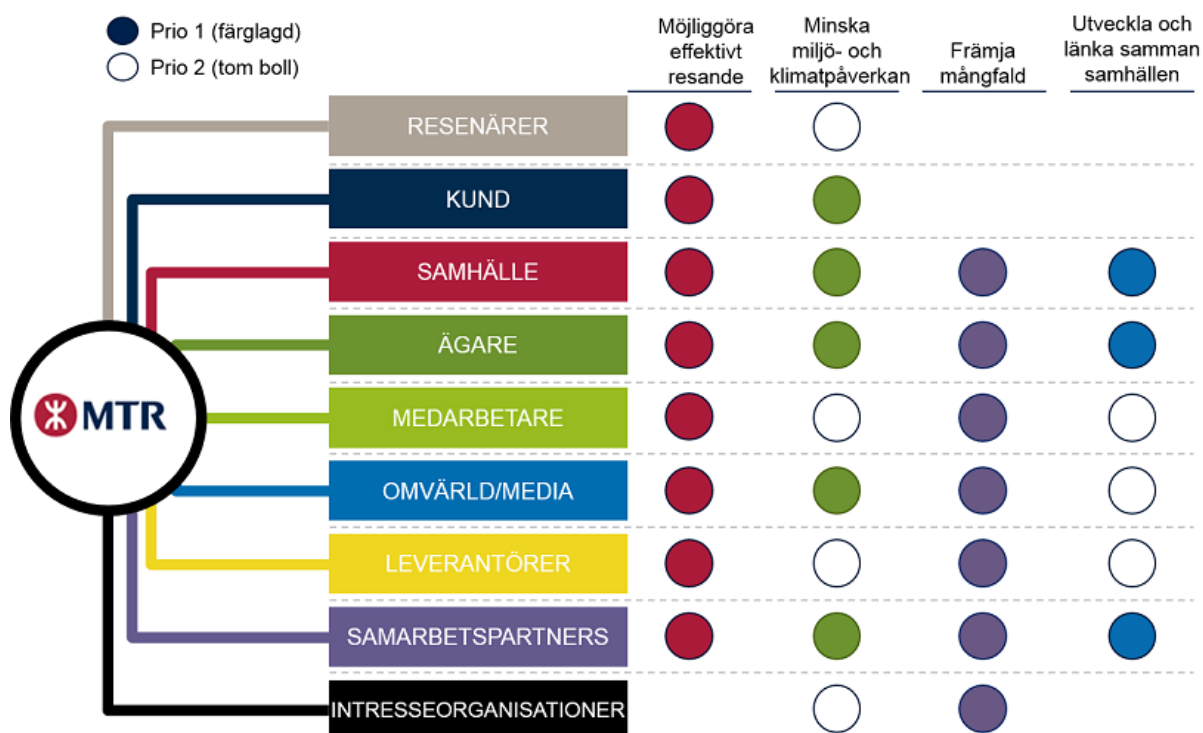 Prio 1 (färglagd)
Prio 2 (tom boll)
Möjliggöra
effektivt
resande
Minska
miljö- och
klimatpåverkan
Främja
mångfald
Utveckla och
länka samman
samhällen
RESENÄRER
KUND
SAMHÄLLE
ÄGARE
MTR
MEDARBETARE
OMVÄRLD/MEDIA
LEVERANTÖRER
SAMARBETSPARTNERS
INTRESSEORGANISATIONER